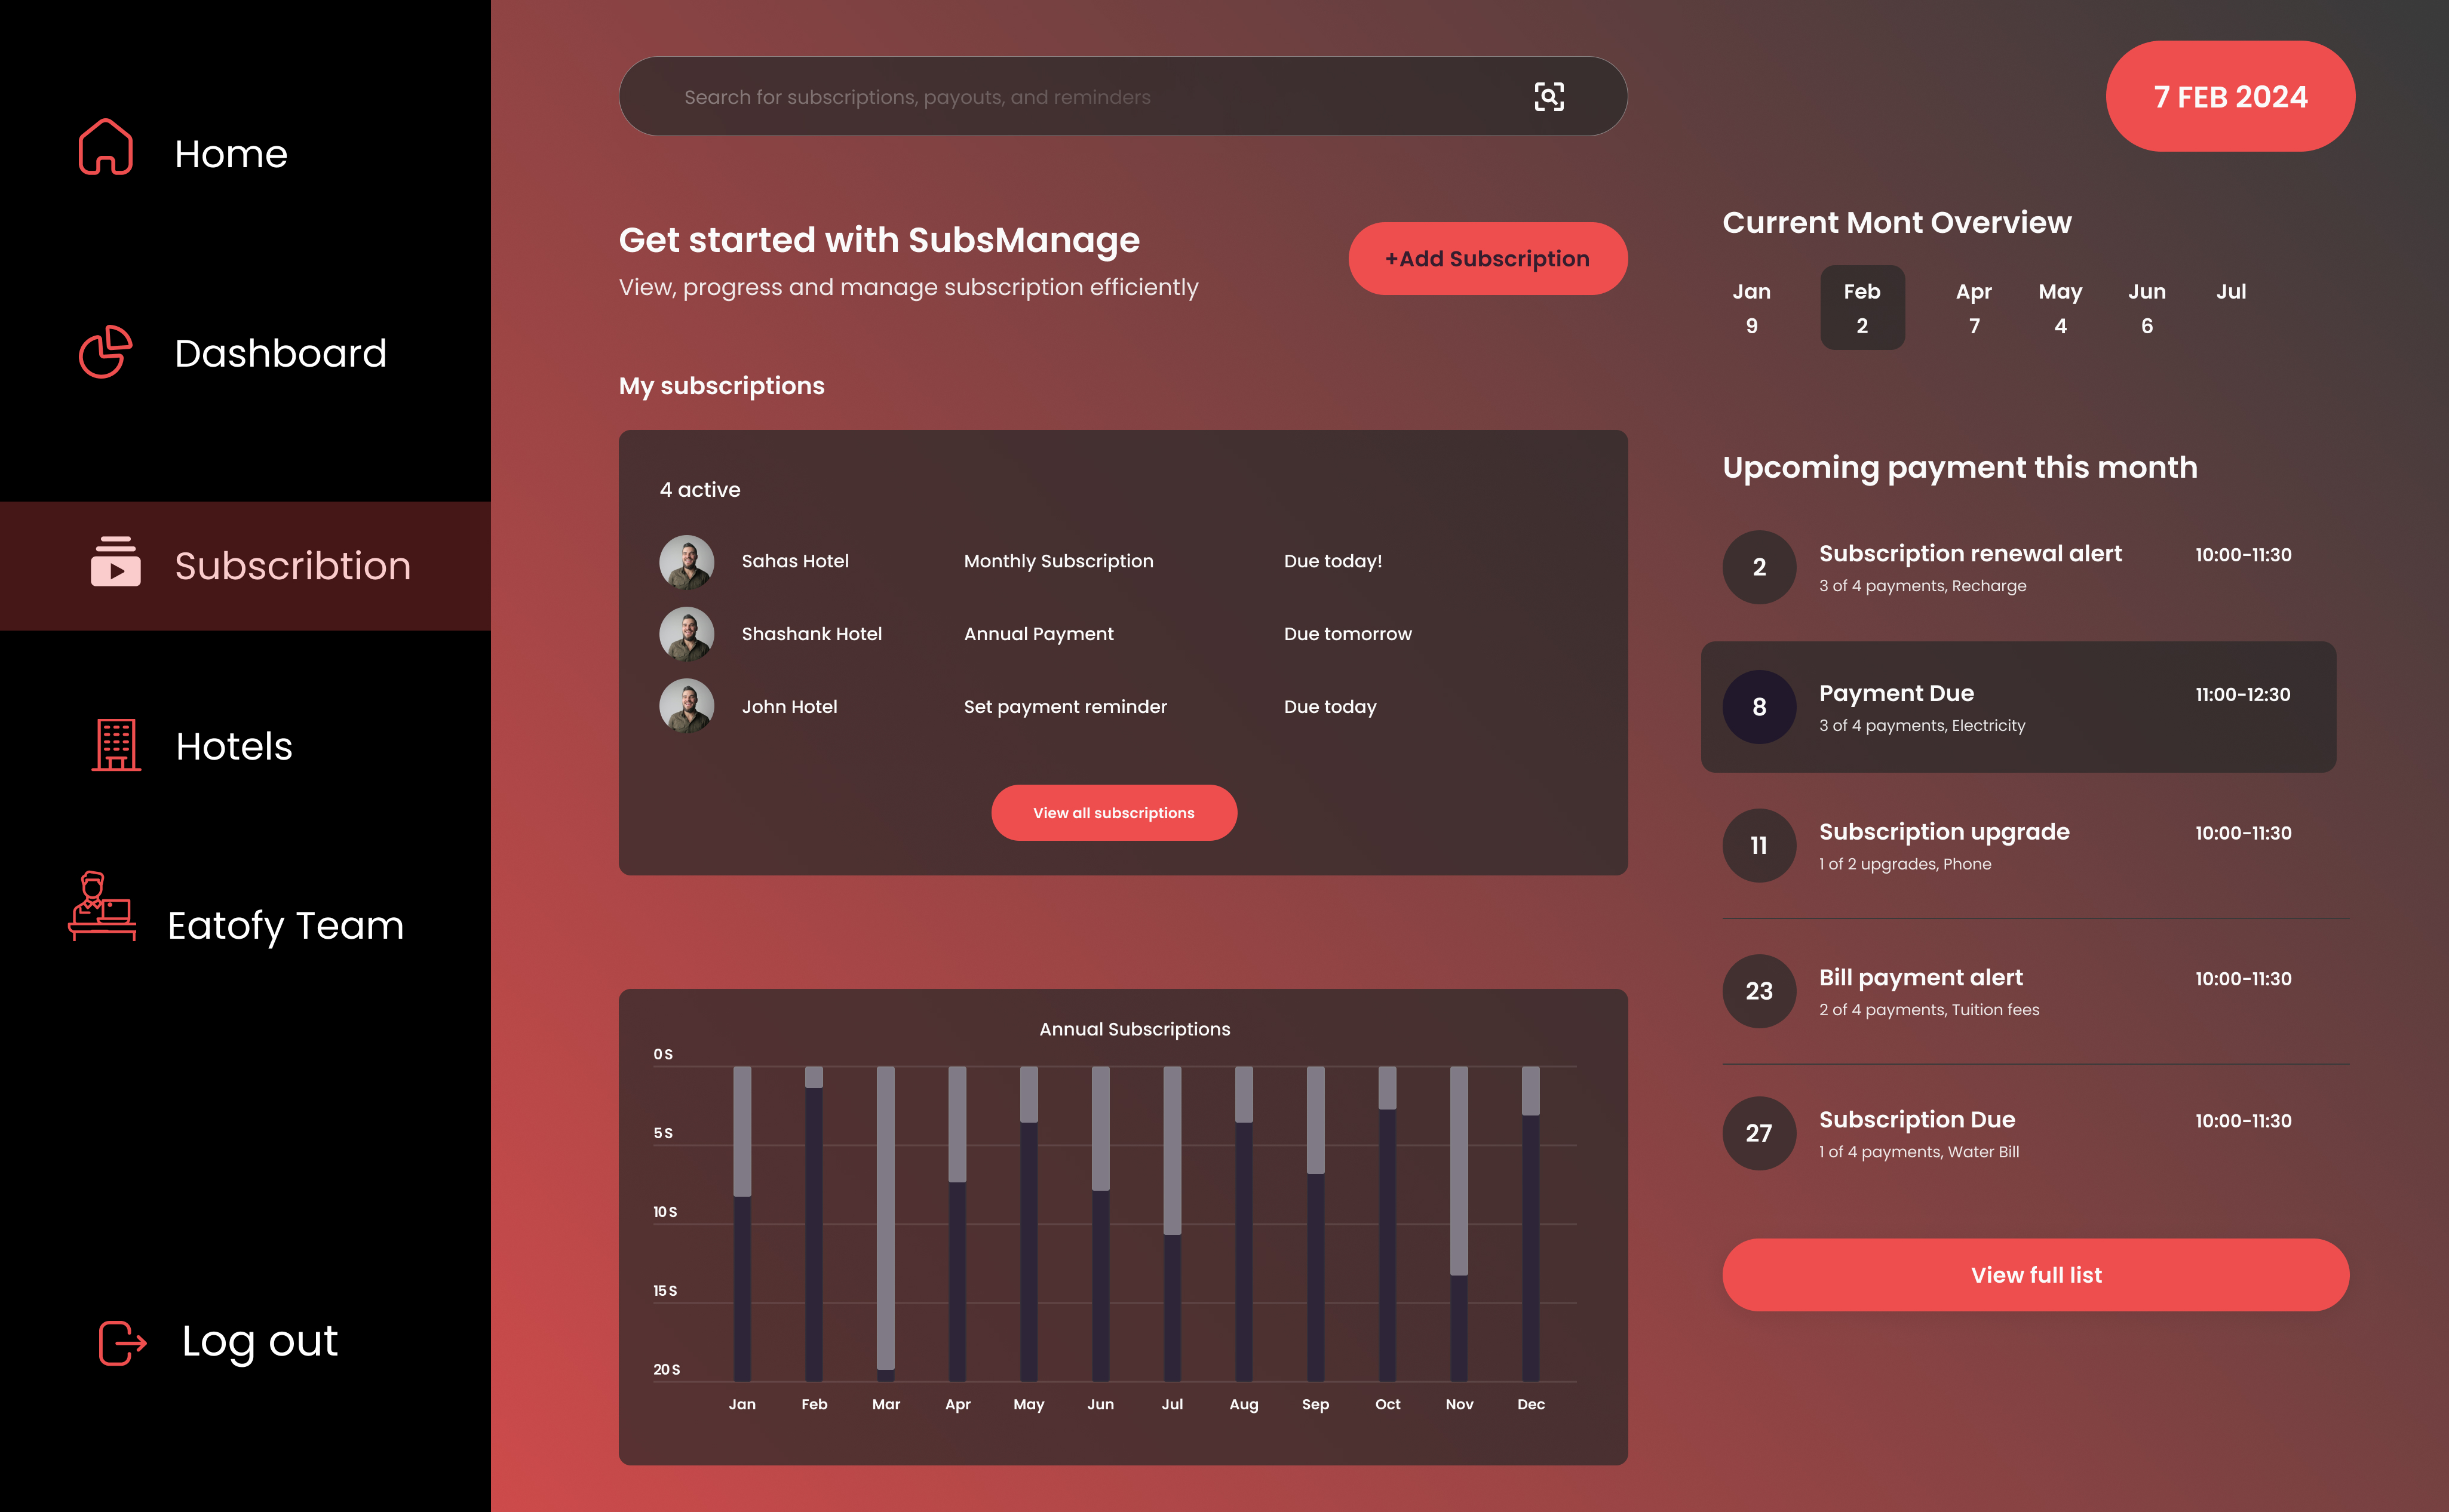 Home
Dashboard
Subscribtion
Hotels
Eatofy Team
Log out
Search for subscriptions, payouts, and reminders
7 FEB 2024
Get started with SubsManage
View, progress and manage subscription efficiently
+Add Subscription
My subscriptions
4 active
Sahas Hotel Monthly Subscription Due today!
Shashank Hotel Annual Payment Due tomorrow
John Hotel Set payment reminder Due today
View all subscriptions
Annual Subscriptions
0 S
5 S
10 S
15 S
20 S
Jan Feb Mar Apr May Jun Jul Aug Sep Oct Nov Dec
Current Mont Overview
Jan Feb Apr May Jun Jul
9 2 7 4 6
Upcoming payment this month
2 Subscription renewal alert 10:00-11:30
3 of 4 payments, Recharge
8 Payment Due 11:00-12:30
3 of 4 payments, Electricity
11 Subscription upgrade 10:00-11:30
1 of 2 upgrades, Phone
23 Bill payment alert 10:00-11:30
2 of 4 payments, Tuition fees
27 Subscription Due 10:00-11:30
1 of 4 payments, Water Bill
View full list